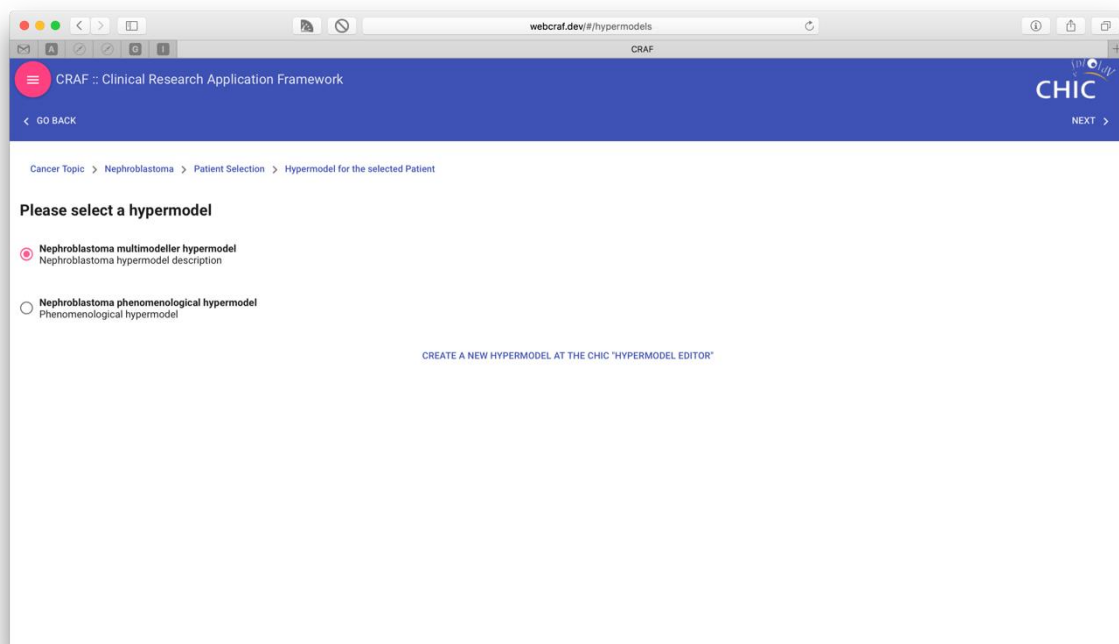 webcraf.dev/#/hypermodels
A G I CRAF
CRAF :: Clinical Research Application Framework
CHIC
GO BACK NEXT
Cancer Topic > Nephroblastoma > Patient Selection > Hypermodel for the selected Patient
Please select a hypermodel
Nephroblastoma multimodeller hypermodel
Nephroblastoma hypermodel description
Nephroblastoma phenomenological hypermodel
Phenomenological hypermodel
CREATE A NEW HYPERMODEL AT THE CHIC "HYPERMODEL EDITOR"